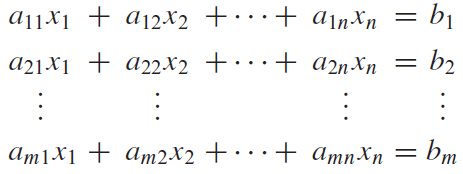 a₁₁x₁ + a₁₂x₂ + ⋯ + a₁ₙxₙ = b₁
a₂₁x₁ + a₂₂x₂ + ⋯ + a₂ₙxₙ = b₂
⋮ ⋮ ⋮ ⋮
aₘ₁x₁ + aₘ₂x₂ + ⋯ + aₘₙxₙ = bₘ